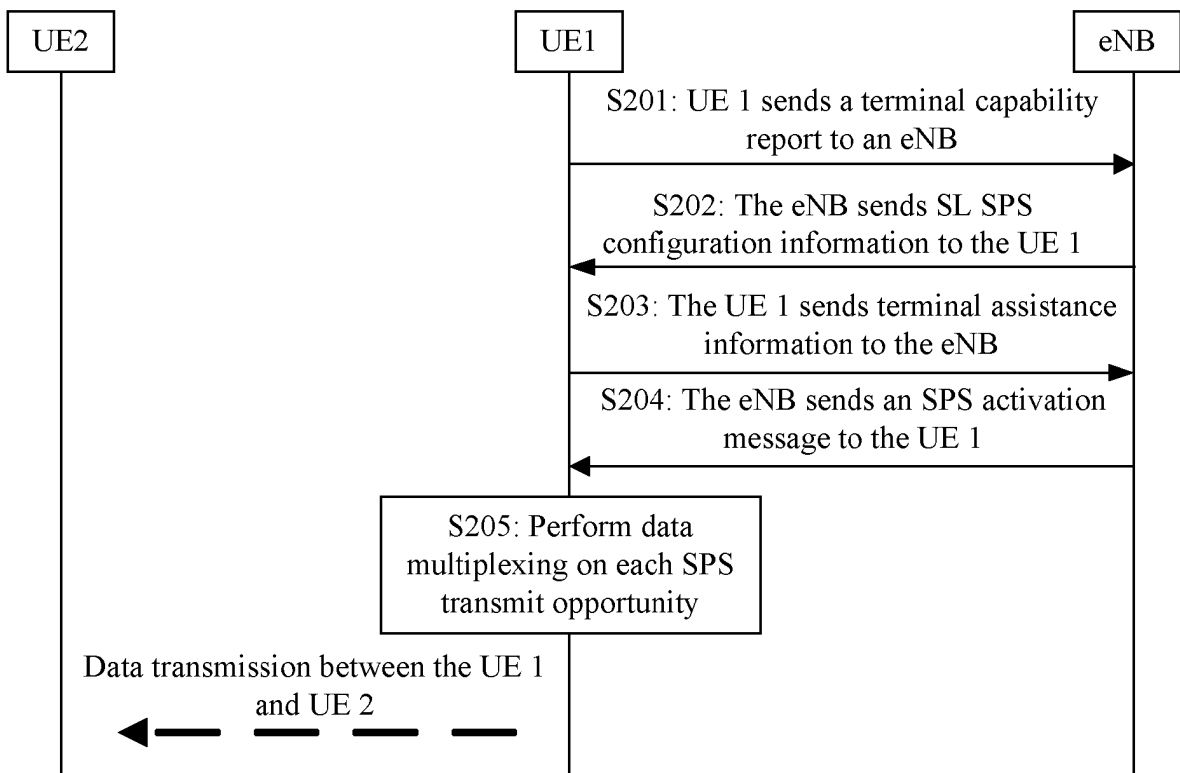 UE2
UE1
eNB
S201: UE 1 sends a terminal capability
report to an eNB
S202: The eNB sends SL SPS
configuration information to the UE 1
S203: The UE 1 sends terminal assistance
information to the eNB
S204: The eNB sends an SPS activation
message to the UE 1
S205: Perform data
multiplexing on each SPS
transmit opportunity
Data transmission between the UE 1
and UE 2